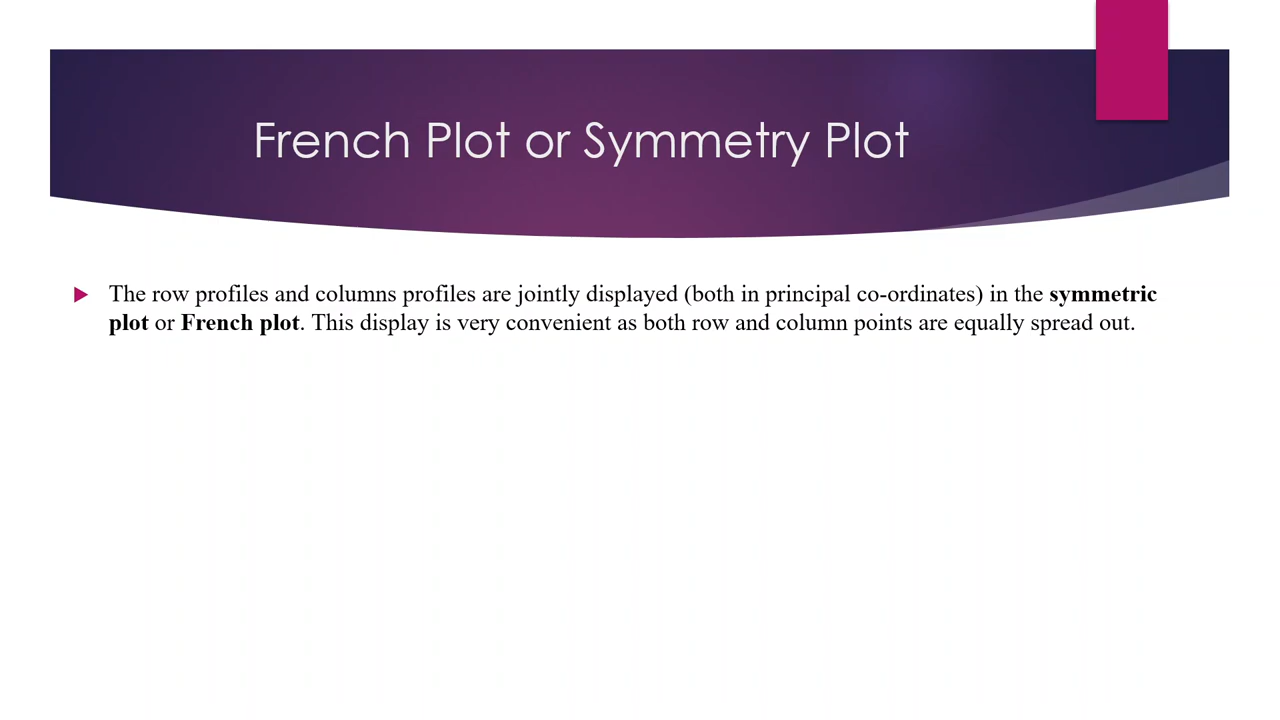 French Plot or Symmetry Plot
The row profiles and columns profiles are jointly displayed (both in principal co-ordinates) in the symmetric
plot or French plot. This display is very convenient as both row and column points are equally spread out.